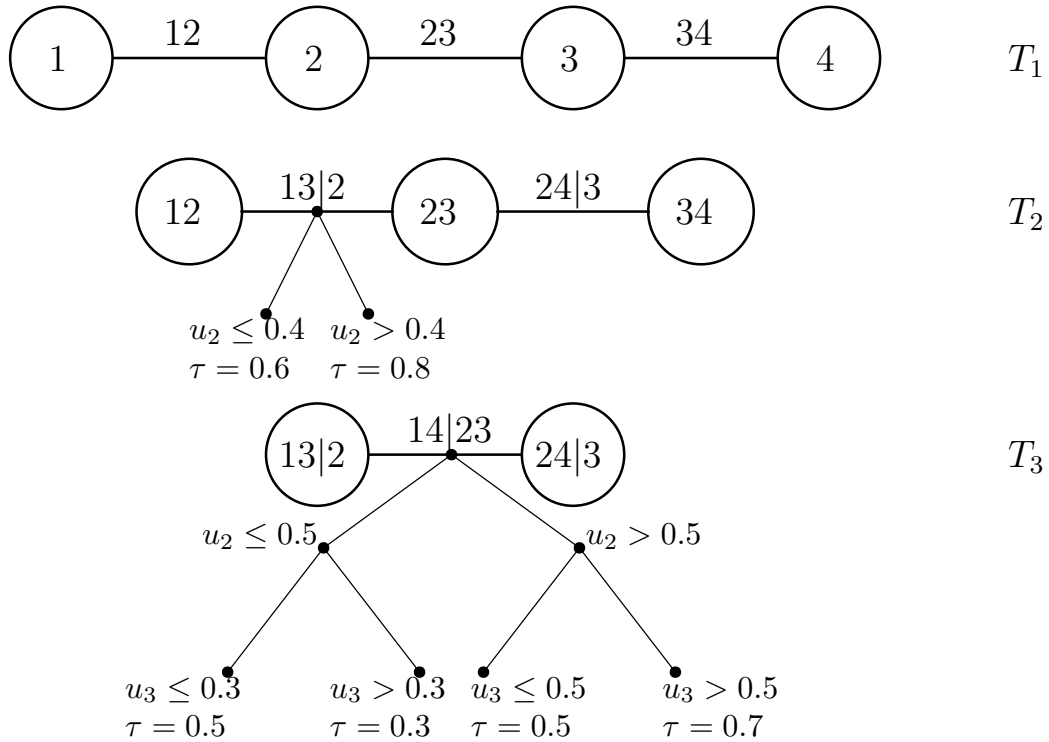 12 23 34
1 2 3 4 T₁
13|2 24|3
12 23 34 T₂
u₂ ≤ 0.4 u₂ > 0.4
τ = 0.6 τ = 0.8
14|23
13|2 24|3 T₃
u₂ ≤ 0.5 u₂ > 0.5
u₃ ≤ 0.3 u₃ > 0.3 u₃ ≤ 0.5 u₃ > 0.5
τ = 0.5 τ = 0.3 τ = 0.5 τ = 0.7